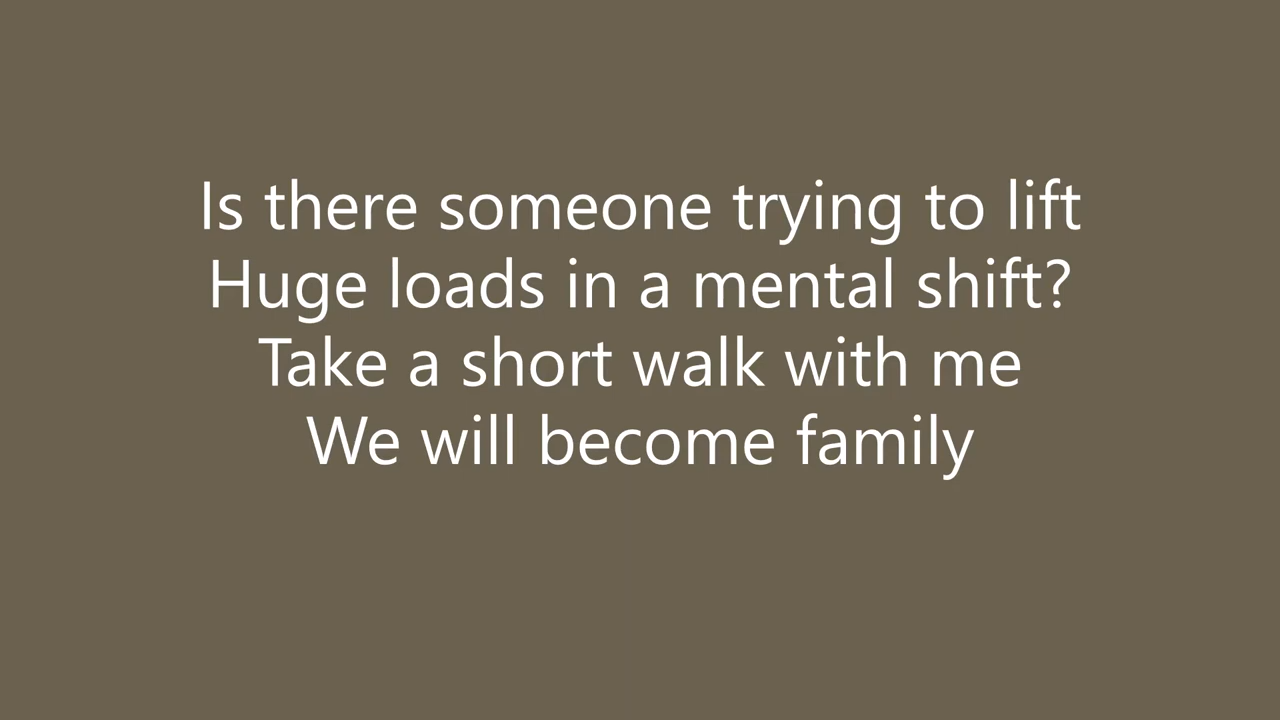 Is there someone trying to lift
Huge loads in a mental shift?
Take a short walk with me
We will become family